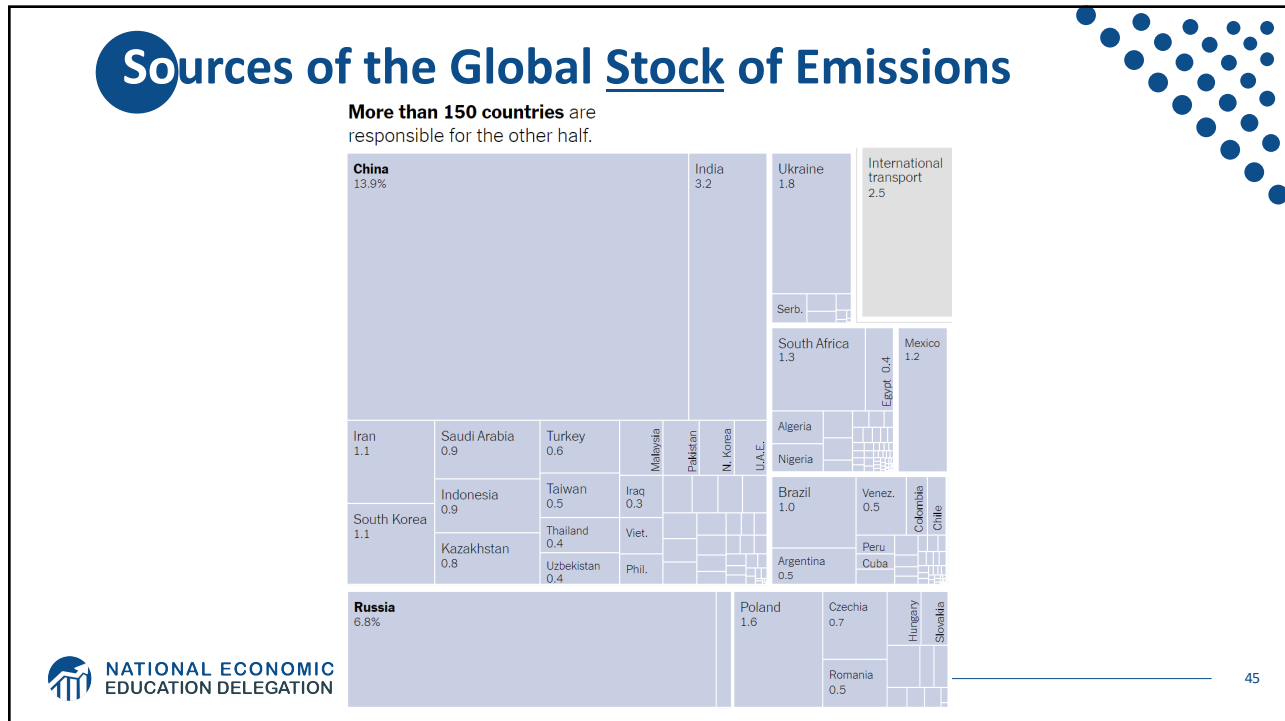 Sources of the Global Stock of Emissions
More than 150 countries are
responsible for the other half.
China
13.9%
India
3.2
Ukraine
1.8
International
transport
2.5
Serb.
South Africa
1.3
Egypt 0.4
Mexico
1.2
Algeria
Nigeria
Iran
1.1
Saudi Arabia
0.9
Turkey
0.6
Malaysia
Pakistan
N. Korea
U.A.E.
Indonesia
0.9
Taiwan
0.5
Iraq
0.3
South Korea
1.1
Kazakhstan
0.8
Thailand
0.4
Viet.
Uzbekistan
0.4
Phil.
Brazil
1.0
Venez.
0.5
Colombia
Chile
Argentina
0.5
Peru
Cuba
Russia
6.8%
Poland
1.6
Czechia
0.7
Hungary
Slovakia
Romania
0.5
NATIONAL ECONOMIC
EDUCATION DELEGATION
45